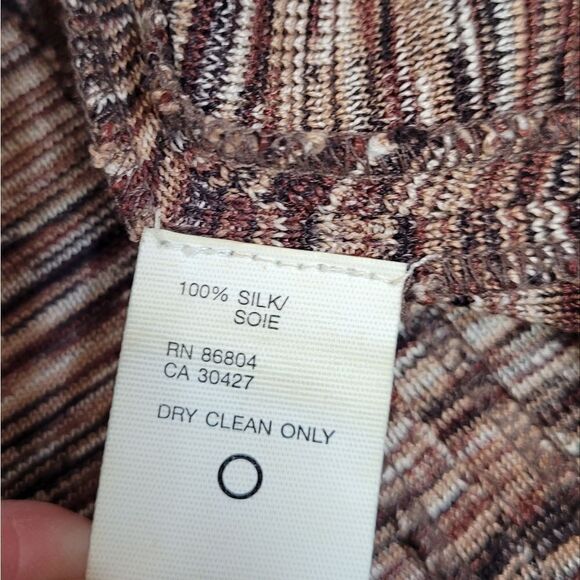 100% SILK/
SOIE
RN 86804
CA 30427
DRY CLEAN ONLY